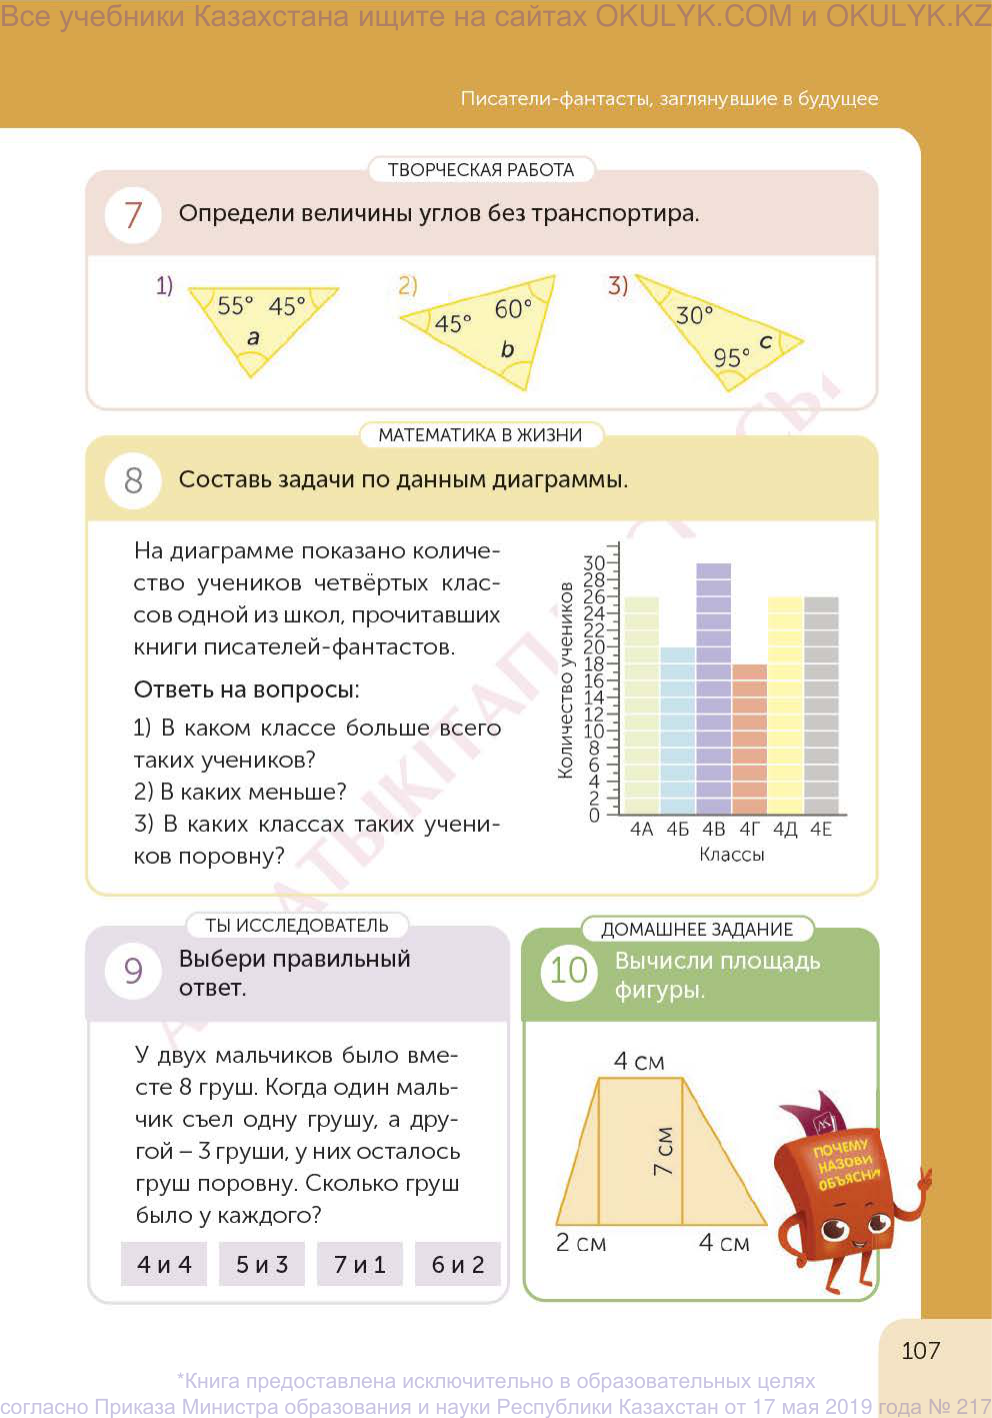 Все учебники Казахстана ищите на сайтах OKULYK.COM и OKULYK.KZ
Писатели-фантасты, заглянувшие в будущее
ТВОРЧЕСКАЯ РАБОТА
7 Определи величины углов без транспортира.
1) 55° 45° a
2) 45° 60° b
3) 30° 95° c
МАТЕМАТИКА В ЖИЗНИ
8 Составь задачи по данным диаграммы.
На диаграмме показано количе-
ство учеников четвёртых клас-
сов одной из школ, прочитавших
книги писателей-фантастов.
Ответь на вопросы:
1) В каком классе больше всего
таких учеников?
2) В каких меньше?
3) В каких классах таких учени-
ков поровну?
Количество учеников
30
28
26
24
22
20
18
16
14
12
10
8
6
4
2
0
4А 4Б 4В 4Г 4Д 4Е
Классы
ТЫ ИССЛЕДОВАТЕЛЬ
9 Выбери правильный
ответ.
У двух мальчиков было вме-
сте 8 груш. Когда один маль-
чик съел одну грушу, а дру-
гой – 3 груши, у них осталось
груш поровну. Сколько груш
было у каждого?
4 и 4 5 и 3 7 и 1 6 и 2
ДОМАШНЕЕ ЗАДАНИЕ
10 Вычисли площадь
фигуры.
4 см
7 см
2 см 4 см
ПОЧЕМУ
НАЗОВИ
ОБЪЯСНИ
107
*Книга предоставлена исключительно в образовательных целях
согласно Приказа Министра образования и науки Республики Казахстан от 17 мая 2019 года № 217